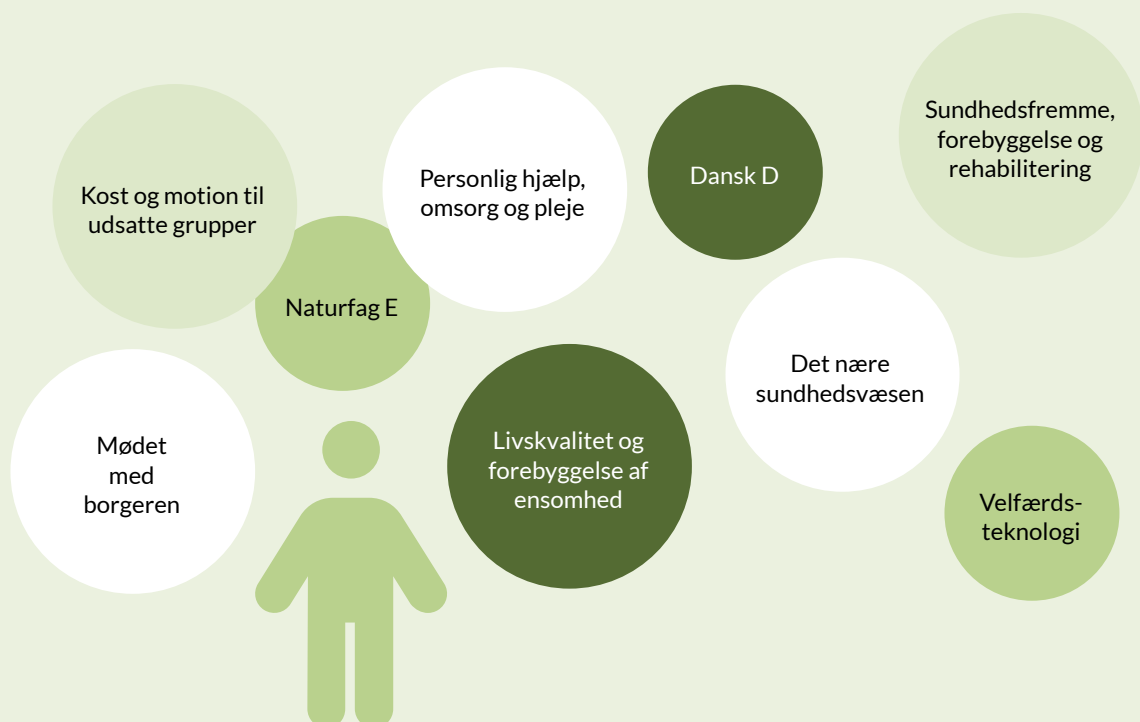 Kost og motion til
udsatte grupper
Personlig hjælp,
omsorg og pleje
Dansk D
Sundhedsfremme,
forebyggelse og
rehabilitering
Naturfag E
Mødet
med
borgeren
Livskvalitet og
forebyggelse af
ensomhed
Det nære
sundhedsvæsen
Velfærds-
teknologi